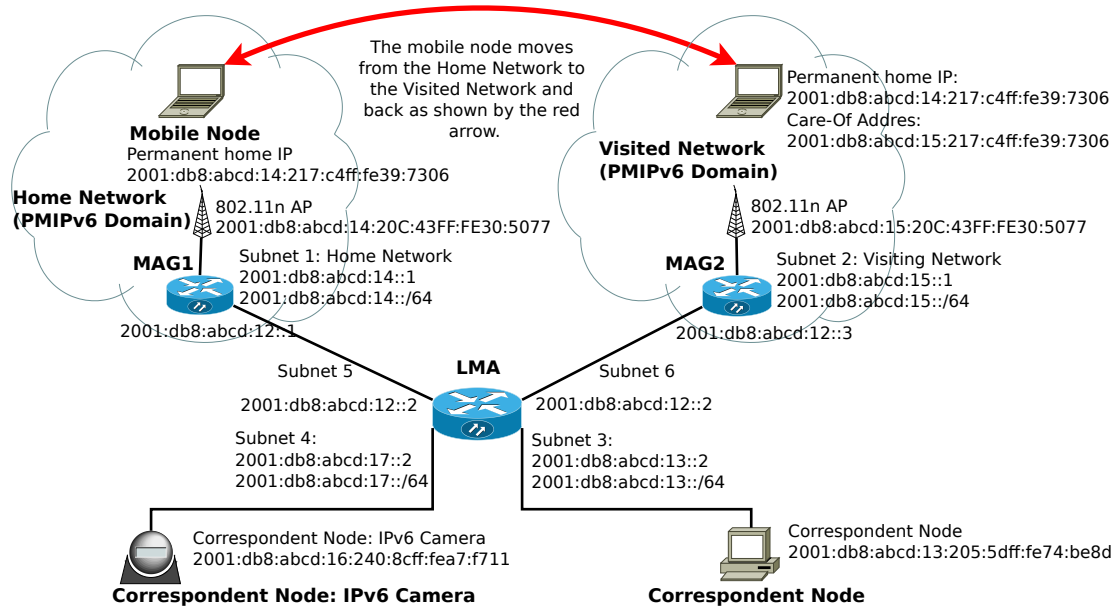 The mobile node moves
from the Home Network to
the Visited Network and
back as shown by the red
arrow.
Mobile Node
Permanent home IP
2001:db8:abcd:14:217:c4ff:fe39:7306
Home Network
(PMIPv6 Domain)
802.11n AP
2001:db8:abcd:14:20C:43FF:FE30:5077
MAG1
Subnet 1: Home Network
2001:db8:abcd:14::1
2001:db8:abcd:14::/64
2001:db8:abcd:12::1
Permanent home IP:
2001:db8:abcd:14:217:c4ff:fe39:7306
Care-Of Addres:
2001:db8:abcd:15:217:c4ff:fe39:7306
Visited Network
(PMIPv6 Domain)
802.11n AP
2001:db8:abcd:15:20C:43FF:FE30:5077
MAG2
Subnet 2: Visiting Network
2001:db8:abcd:15::1
2001:db8:abcd:15::/64
2001:db8:abcd:12::3
Subnet 5
LMA
Subnet 6
2001:db8:abcd:12::2
2001:db8:abcd:12::2
Subnet 4:
2001:db8:abcd:17::2
2001:db8:abcd:17::/64
Subnet 3:
2001:db8:abcd:13::2
2001:db8:abcd:13::/64
Correspondent Node: IPv6 Camera
2001:db8:abcd:16:240:8cff:fea7:f711
Correspondent Node: IPv6 Camera
Correspondent Node
2001:db8:abcd:13:205:5dff:fe74:be8d
Correspondent Node